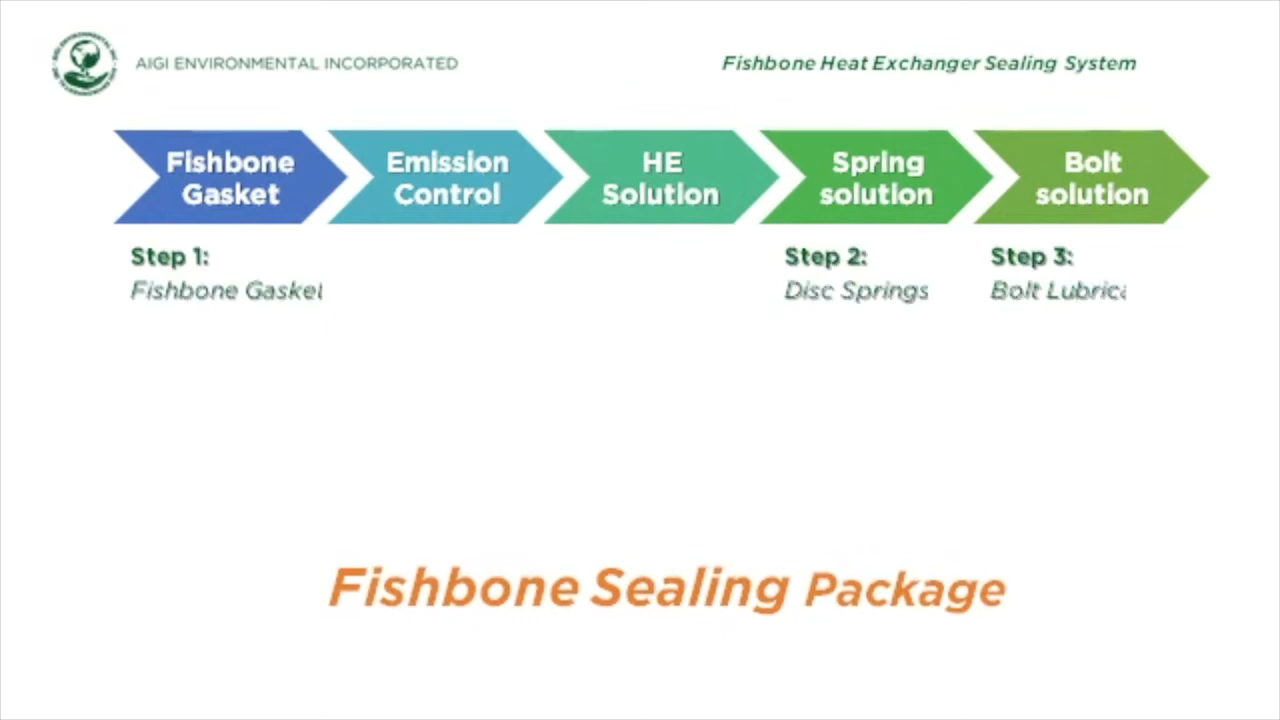 AIGI ENVIRONMENTAL INCORPORATED
Fishbone Heat Exchanger Sealing System
Fishbone
Gasket
Emission
Control
HE
Solution
Spring
solution
Bolt
solution
Step 1:
Fishbone Gasket
Step 2:
Disc Springs
Step 3:
Bolt
Fishbone Sealing Package